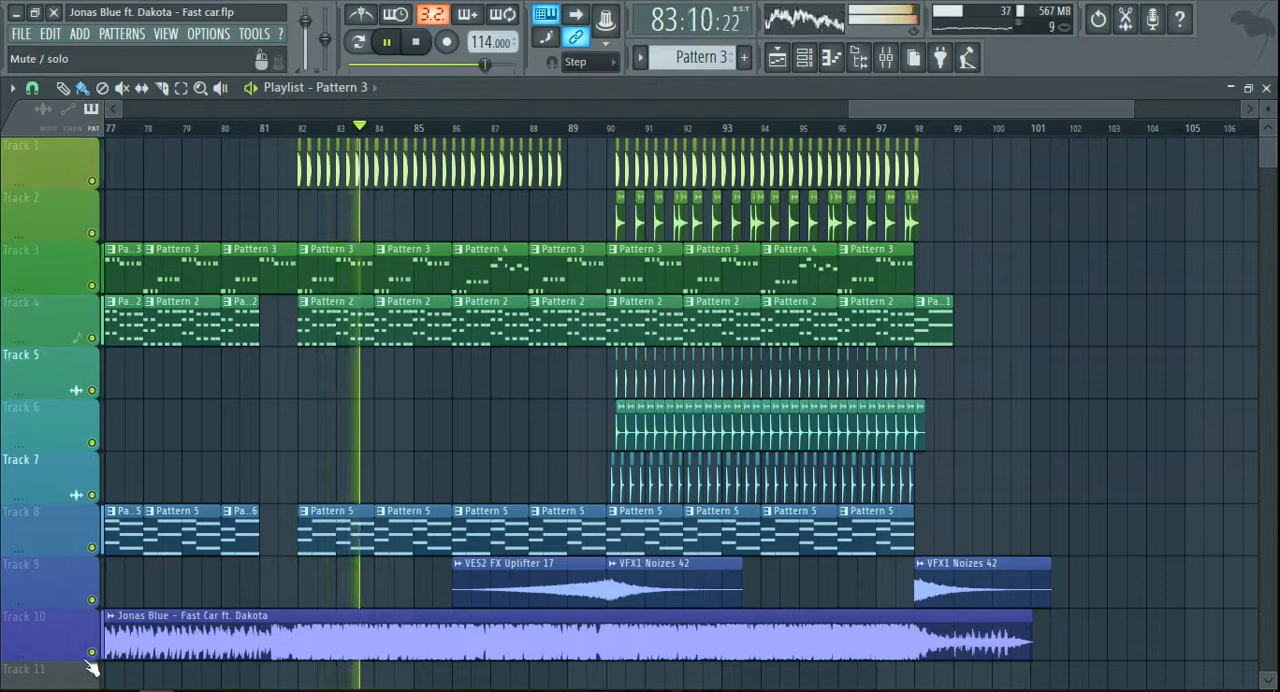 Jonas Blue ft. Dakota - Fast car.flp
FILE EDIT ADD PATTERNS VIEW OPTIONS TOOLS ?
Mute / solo
3.2
114.000
Step
83:10:22
B:S:T
Pattern 3
37
567 MB
9
Playlist - Pattern 3
NOTE CHAN PAT
77 78 79 80 81 82 83 84 85 86 87 88 89 90 91 92 93 94 95 96 97 98 99 100 101 102 103 104 105 106
Track 1
Track 2
Track 3
Pa..3 Pattern 3 Pattern 3 Pattern 3 Pattern 3 Pattern 4 Pattern 3 Pattern 3 Pattern 3 Pattern 4 Pattern 3
Track 4
Pa..2 Pattern 2 Pa..2 Pattern 2 Pattern 2 Pattern 2 Pattern 2 Pattern 2 Pattern 2 Pattern 2 Pattern 2 Pa..1
Track 5
Track 6
Track 7
Track 8
Pa..5 Pattern 5 Pa..6 Pattern 5 Pattern 5 Pattern 5 Pattern 5 Pattern 5 Pattern 5 Pattern 5 Pattern 5
Track 9
VES2 FX Uplifter 17 VFX1 Noizes 42 VFX1 Noizes 42
Track 10
Jonas Blue - Fast Car ft. Dakota
Track 11